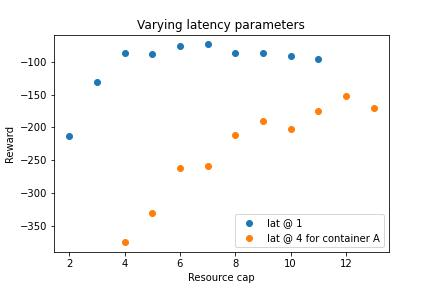 Varying latency parameters
−100
−150
−200
−250
−300
−350
Reward
2
4
6
8
10
12
Resource cap
lat @ 1
lat @ 4 for container A